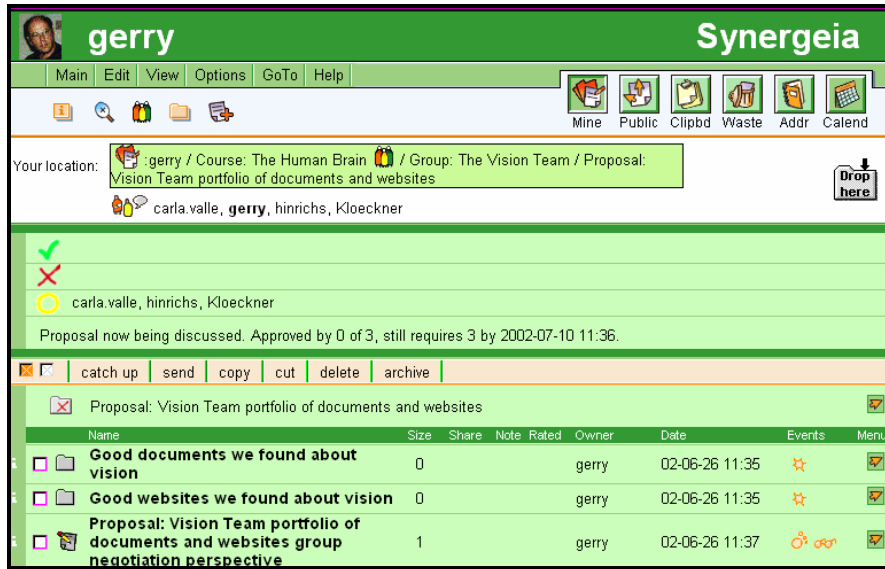 gerry Synergeia
Main Edit View Options GoTo Help
Mine Public Clipbd Waste Addr Calend
Your location: :gerry / Course: The Human Brain / Group: The Vision Team / Proposal:
Vision Team portfolio of documents and websites
Drop
here
carla.valle, gerry, hinrichs, Kloeckner
carla.valle, hinrichs, Kloeckner
Proposal now being discussed. Approved by 0 of 3, still requires 3 by 2002-07-10 11:36.
catch up send copy cut delete archive
Proposal: Vision Team portfolio of documents and websites
Name Size Share Note Rated Owner Date Events Menu
Good documents we found about
vision 0 gerry 02-06-26 11:35
Good websites we found about vision 0 gerry 02-06-26 11:35
Proposal: Vision Team portfolio of
documents and websites group 1 gerry 02-06-26 11:37
negotiation perspective